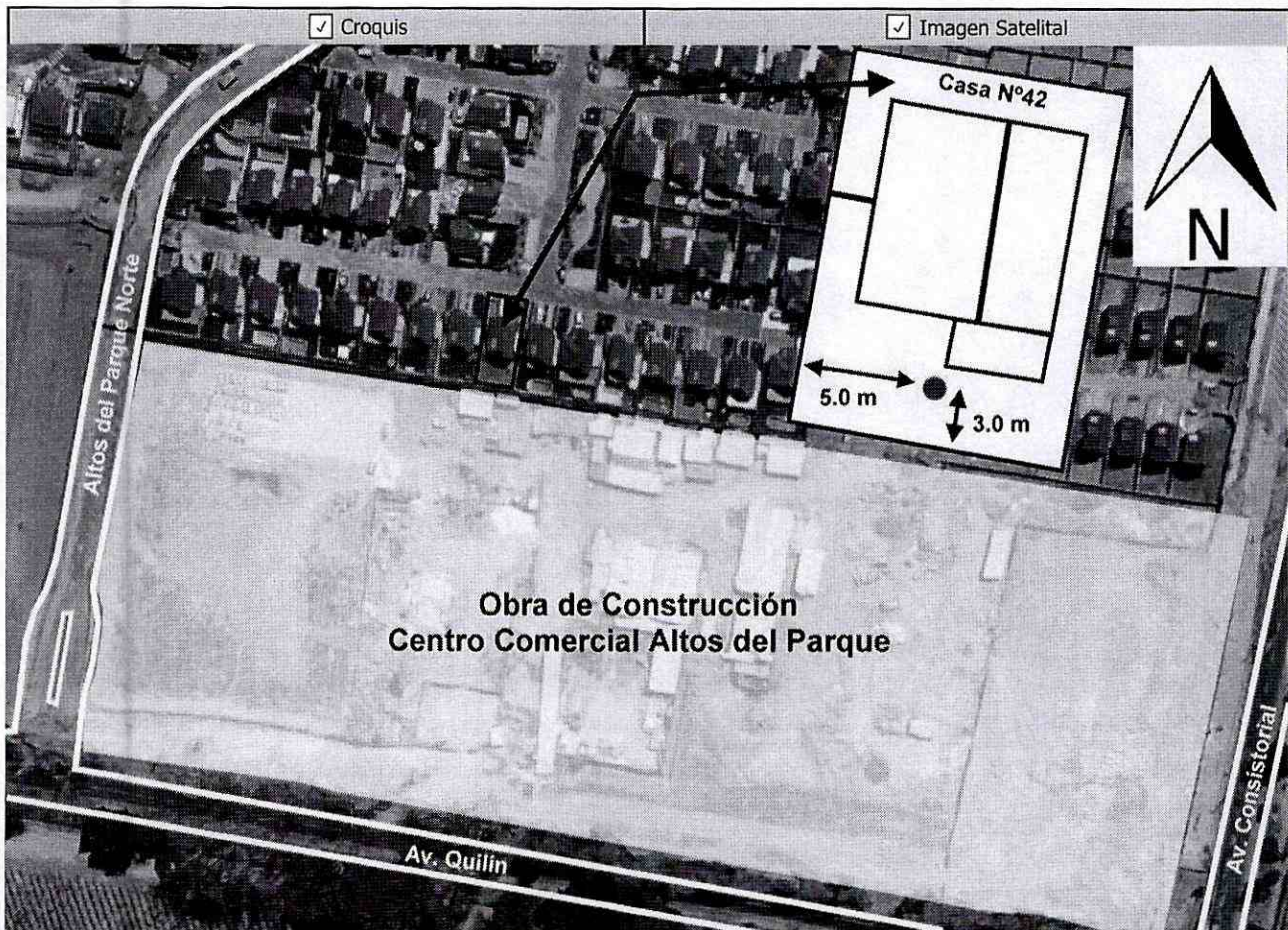 ✓ Croquis
✓ Imagen Satelital
Casa Nº42
N
5.0 m
3.0 m
Altos del Parque Norte
Obra de Construcción
Centro Comercial Altos del Parque
Av. Quilín
Av. Consistorial